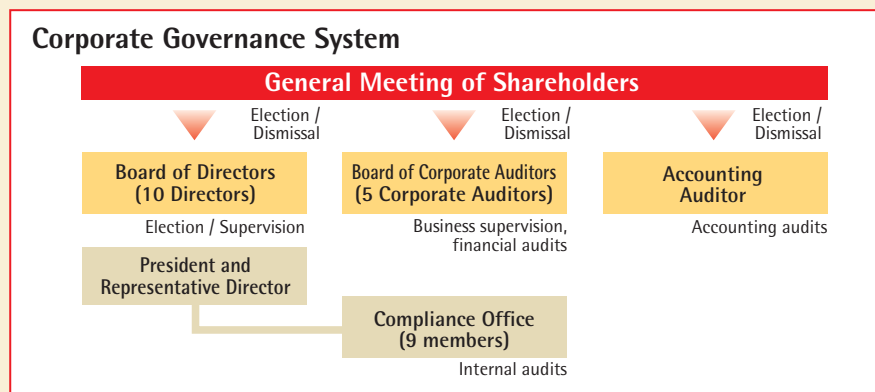 Corporate Governance System
General Meeting of Shareholders
Election /
Dismissal
Election /
Dismissal
Election /
Dismissal
Board of Directors
(10 Directors)
Board of Corporate Auditors
(5 Corporate Auditors)
Accounting
Auditor
Election / Supervision
Business supervision,
financial audits
Accounting audits
President and
Representative Director
Compliance Office
(9 members)
Internal audits